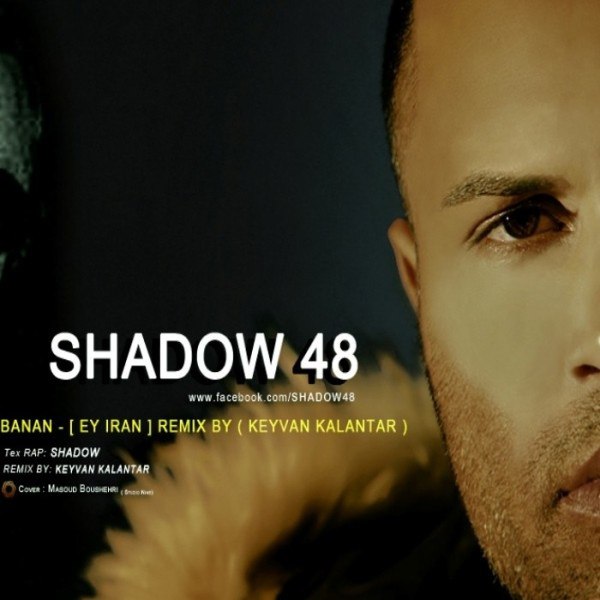 SHADOW 48
www.facebook.com/SHADOW48
BANAN - [ EY IRAN ] REMIX BY ( KEYVAN KALANTAR )
Tex RAP: SHADOW
REMIX BY: KEYVAN KALANTAR
Cover : Masoud Boushehri